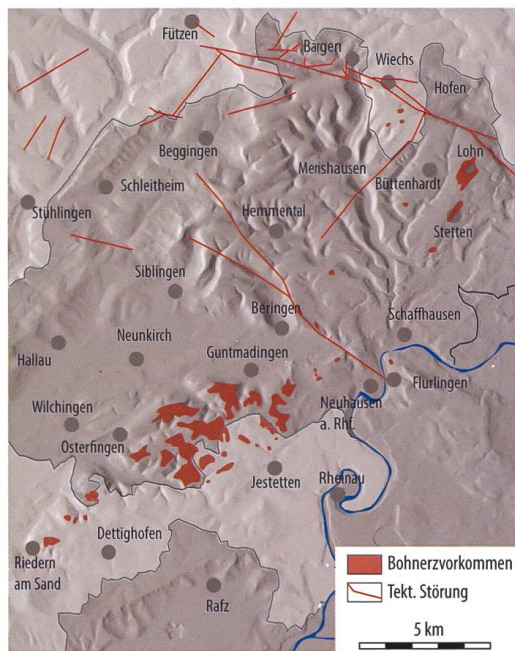 Fützen
Bargen
Wiechs
Hofen
Beggingen
Merishausen
Lohn
Büttenhardt
Schleitheim
Stühlingen
Hemmental
Stetten
Siblingen
Beringen
Schaffhausen
Neunkirch
Hallau
Guntmadingen
Flurlingen
Neuhausen
a. Rhf.
Wilchingen
Osterfingen
Jestetten
Rheinau
Dettighofen
Riedern
am Sand
Rafz
Bohnerzvorkommen
Tekt. Störung
5 km